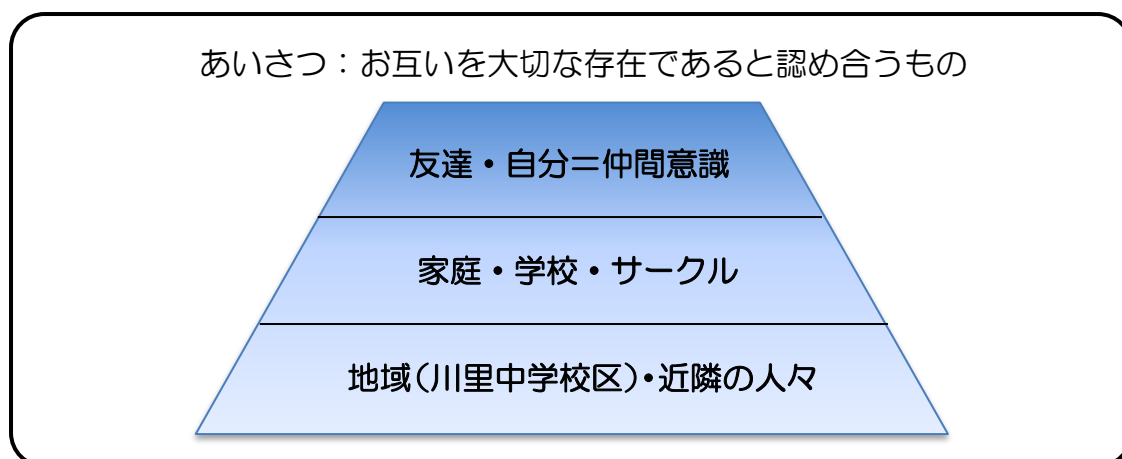 あいさつ：お互いを大切な存在であると認め合うもの
友達・自分＝仲間意識
家庭・学校・サークル
地域（川里中学校区）・近隣の人々